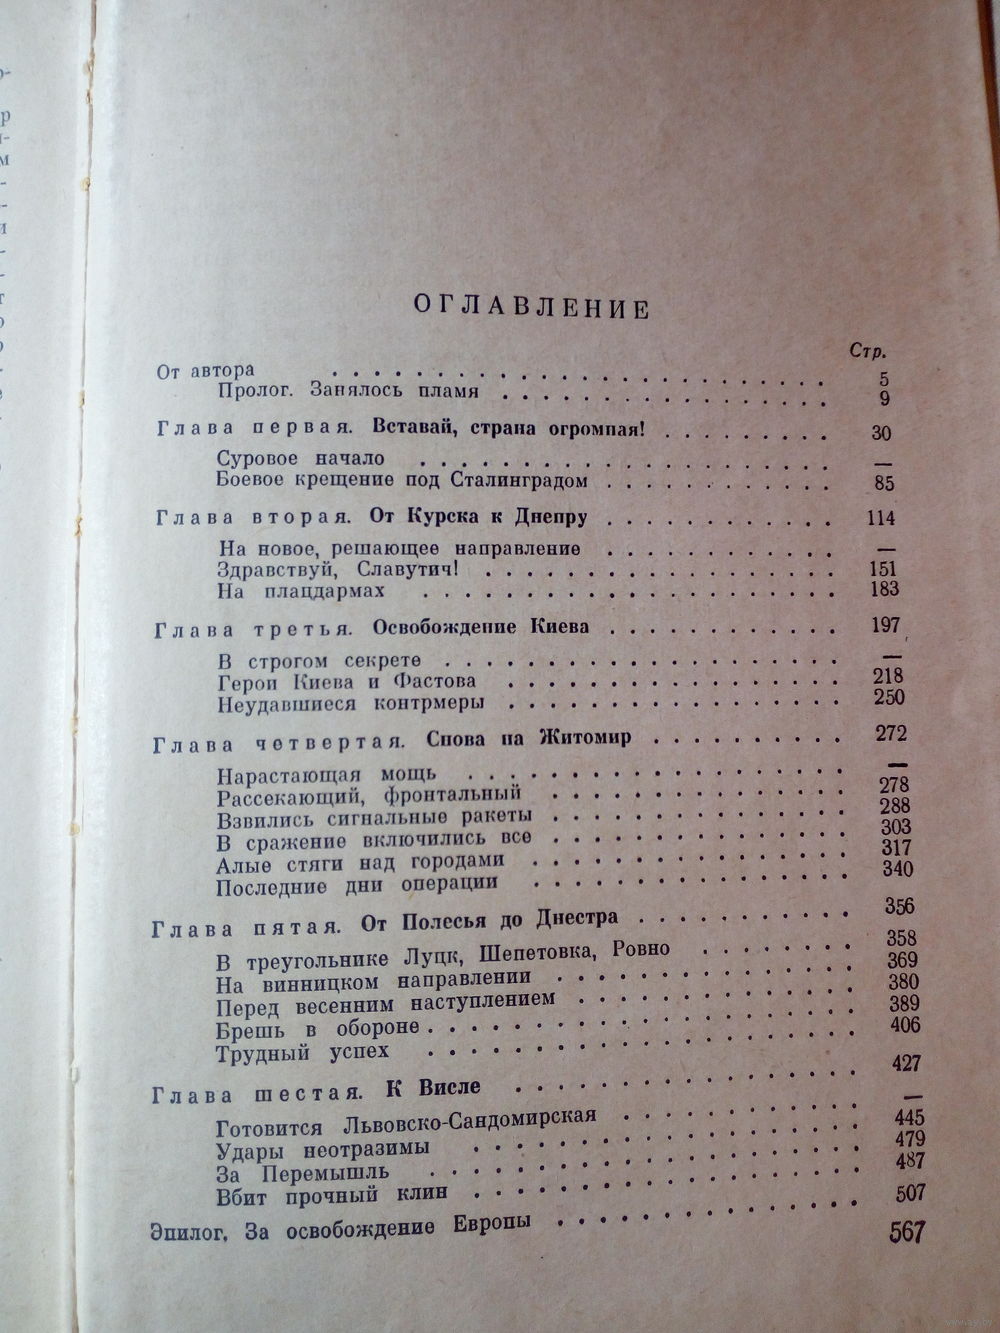 ОГЛАВЛЕНИЕ
Стр.
От автора . . . . . . . . . . . . . . . . . . . . . . . . 5
Пролог. Занялось пламя . . . . . . . . . . . . . . . 9
Глава первая. Вставай, страна огромная! . . . . . . . . . 30
Суровое начало . . . . . . . . . . . . . . . . . . —
Боевое крещение под Сталинградом . . . . . . . . . . . 85
Глава вторая. От Курска к Днепру . . . . . . . . . . . 114
На новое, решающее направление . . . . . . . . . . . —
Здравствуй, Славутич! . . . . . . . . . . . . . . . . 151
На плацдармах . . . . . . . . . . . . . . . . . . 183
Глава третья. Освобождение Киева . . . . . . . . . . . 197
В строгом секрете . . . . . . . . . . . . . . . . . —
Герои Киева и Фастова . . . . . . . . . . . . . . . 218
Неудавшиеся контрмеры . . . . . . . . . . . . . . . 250
Глава четвертая. Снова на Житомир . . . . . . . . . . 272
Нарастающая мощь . . . . . . . . . . . . . . . . . —
Рассекающий, фронтальный . . . . . . . . . . . . . . 278
Взвились сигнальные ракеты . . . . . . . . . . . . . . 288
В сражение включились все . . . . . . . . . . . . . . 303
Алые стяги над городами . . . . . . . . . . . . . . . 317
Последние дни операции . . . . . . . . . . . . . . . 340
Глава пятая. От Полесья до Днестра . . . . . . . . . . . 356
В треугольнике Луцк, Шепетовка, Ровно . . . . . . . . 358
На винницком направлении . . . . . . . . . . . . . . 369
Перед весенним наступлением . . . . . . . . . . . . . 380
Брешь в обороне . . . . . . . . . . . . . . . . . . . 389
Трудный успех . . . . . . . . . . . . . . . . . . . 406
Глава шестая. К Висле . . . . . . . . . . . . . . . . 427
Готовится Львовско-Сандомирская . . . . . . . . . . . —
Удары неотразимы . . . . . . . . . . . . . . . . . 445
За Перемышль . . . . . . . . . . . . . . . . . . . 479
Вбит прочный клин . . . . . . . . . . . . . . . . . 487
Эпилог. За освобождение Европы . . . . . . . . . . . . . . 507
567